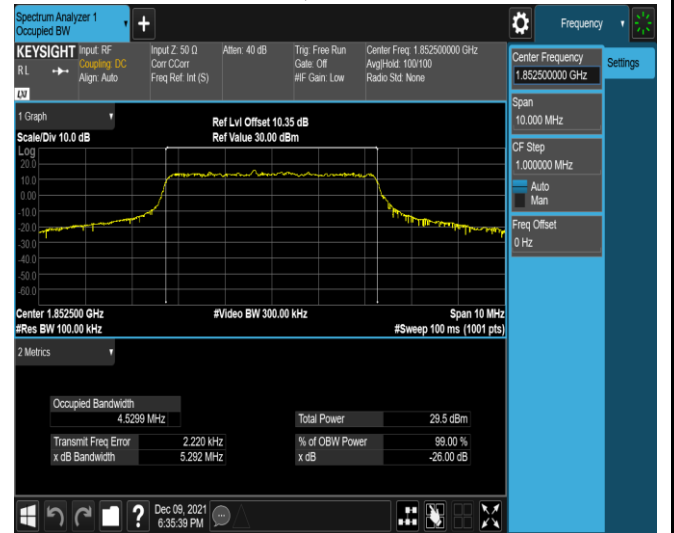 Spectrum Analyzer 1
Occupied BW
+
Frequency
KEYSIGHT
RL
Input: RF
Coupling: DC
Align: Auto
Input Z: 50 Ω
Corr CCorr
Freq Ref: Int (S)
Atten: 40 dB
Trig: Free Run
Gate: Off
#IF Gain: Low
Center Freq: 1.852500000 GHz
Avg|Hold: 100/100
Radio Std: None
LXI
Center Frequency
1.852500000 GHz
Settings
Span
10.000 MHz
CF Step
1.000000 MHz
Auto
Man
Freq Offset
0 Hz
1 Graph
Scale/Div 10.0 dB
Ref Lvl Offset 10.35 dB
Ref Value 30.00 dBm
Log
20.0
10.0
0.00
-10.0
-20.0
-30.0
-40.0
-50.0
-60.0
Center 1.852500 GHz
#Video BW 300.00 kHz
Span 10 MHz
#Res BW 100.00 kHz
#Sweep 100 ms (1001 pts)
2 Metrics
Occupied Bandwidth
4.5299 MHz
Total Power 29.5 dBm
Transmit Freq Error 2.220 kHz
% of OBW Power 99.00 %
x dB Bandwidth 5.292 MHz
x dB -26.00 dB
?
Dec 09, 2021
6:35:39 PM